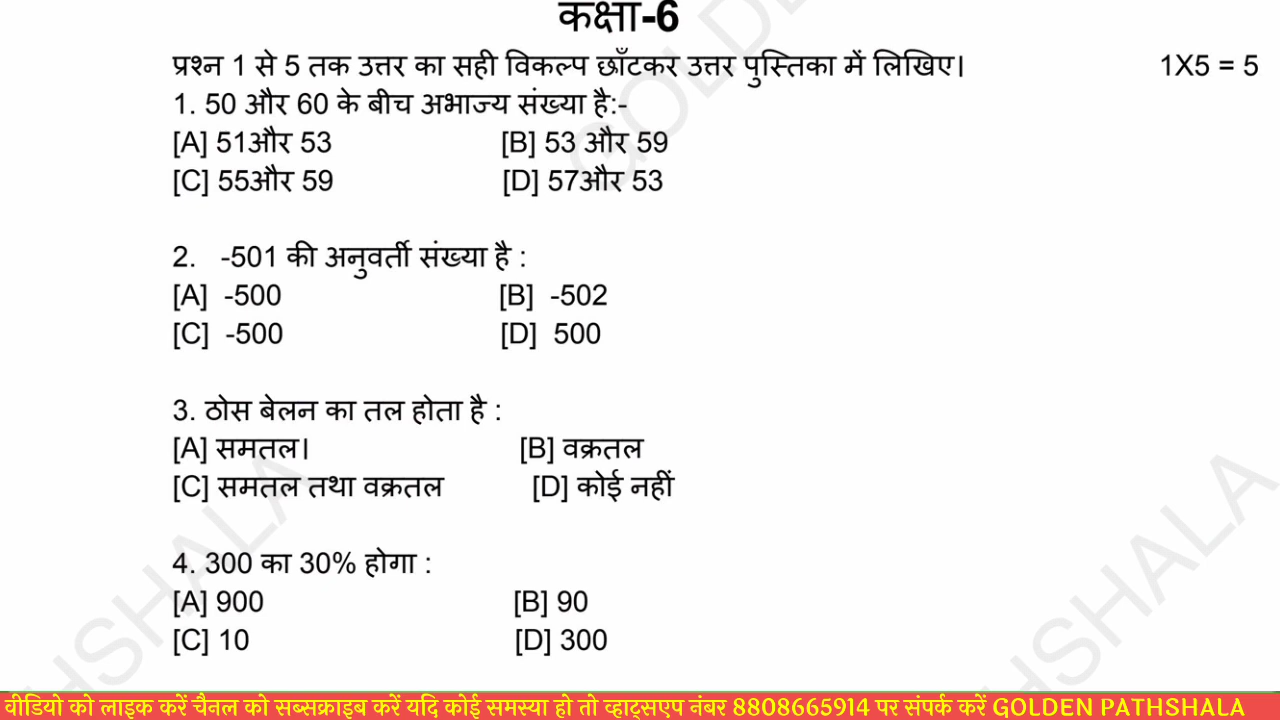 कक्षा-6
प्रश्न 1 से 5 तक उत्तर का सही विकल्प छाँटकर उत्तर पुस्तिका में लिखिए। 1X5 = 5
1. 50 और 60 के बीच अभाज्य संख्या है:-
[A] 51और 53 [B] 53 और 59
[C] 55और 59 [D] 57और 53
2. -501 की अनुवर्ती संख्या है :
[A] -500 [B] -502
[C] -500 [D] 500
3. ठोस बेलन का तल होता है :
[A] समतल। [B] वक्रतल
[C] समतल तथा वक्रतल [D] कोई नहीं
4. 300 का 30% होगा :
[A] 900 [B] 90
[C] 10 [D] 300
वीडियो को लाइक करें चैनल को सब्सक्राइब करें यदि कोई समस्या हो तो व्हाट्सएप नंबर 8808665914 पर संपर्क करें GOLDEN PATHSHALA